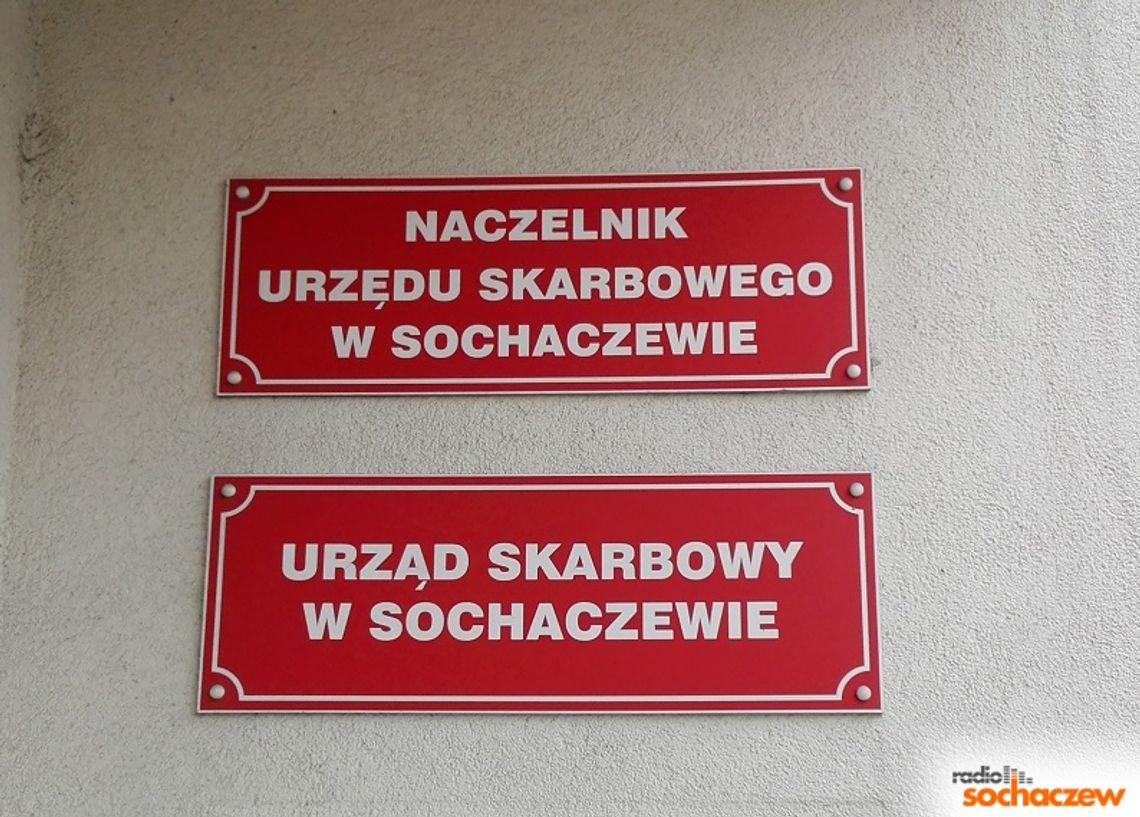 NACZELNIK
URZĘDU SKARBOWEGO
W SOCHACZEWIE
URZĄD SKARBOWY
W SOCHACZEWIE
radio
sochaczew